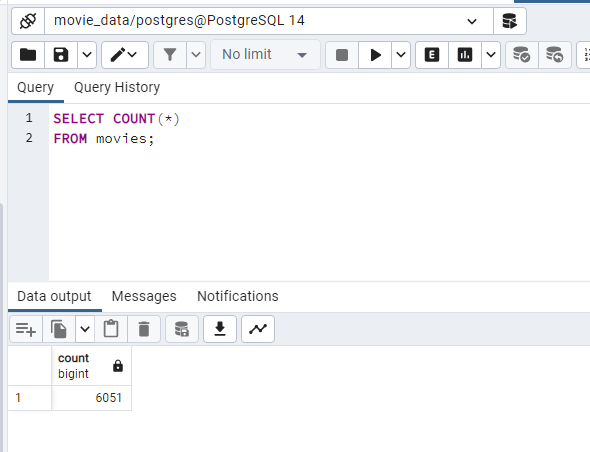 movie_data/postgres@PostgreSQL 14
No limit
E
Query Query History
1 SELECT COUNT(*)
2 FROM movies;
Data output Messages Notifications
count
bigint
1 6051